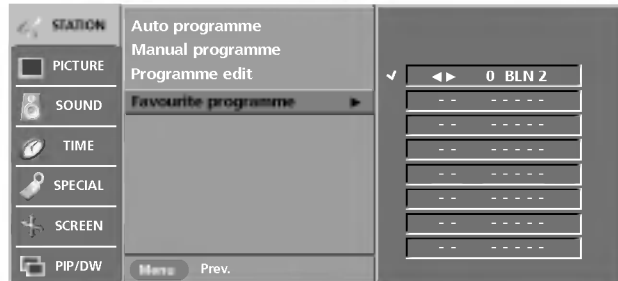 STATION
PICTURE
SOUND
TIME
SPECIAL
SCREEN
PIP/DW
Auto programme
Manual programme
Programme edit
Favourite programme ►
Menu Prev.
✔ ◄► 0 BLN 2
- - - - - - -
- - - - - - -
- - - - - - -
- - - - - - -
- - - - - - -
- - - - - - -
- - - - - - -